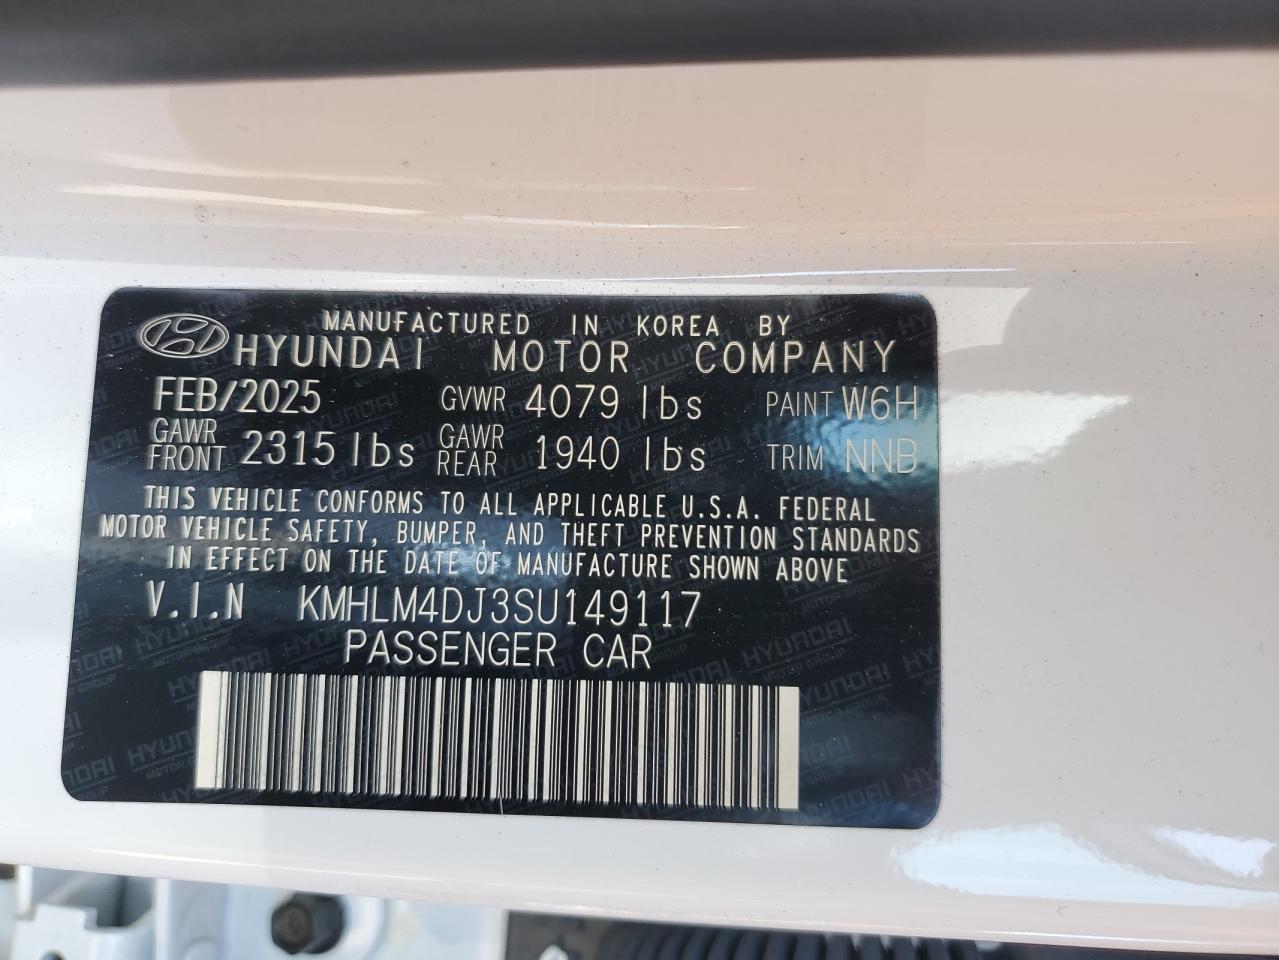 MANUFACTURED IN KOREA BY
HYUNDAI MOTOR COMPANY
FEB/2025 GVWR 4079 lbs PAINT W6H
GAWR FRONT 2315 lbs GAWR REAR 1940 lbs TRIM NNB
THIS VEHICLE CONFORMS TO ALL APPLICABLE U.S.A. FEDERAL
MOTOR VEHICLE SAFETY, BUMPER, AND THEFT PREVENTION STANDARDS
IN EFFECT ON THE DATE OF MANUFACTURE SHOWN ABOVE
V.I.N KMHLM4DJ3SU149117
PASSENGER CAR